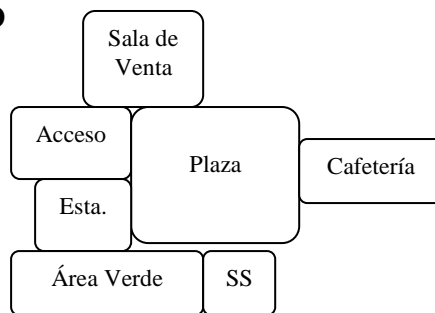 Sala de
Venta
Acceso
Plaza
Cafetería
Esta.
Área Verde
SS